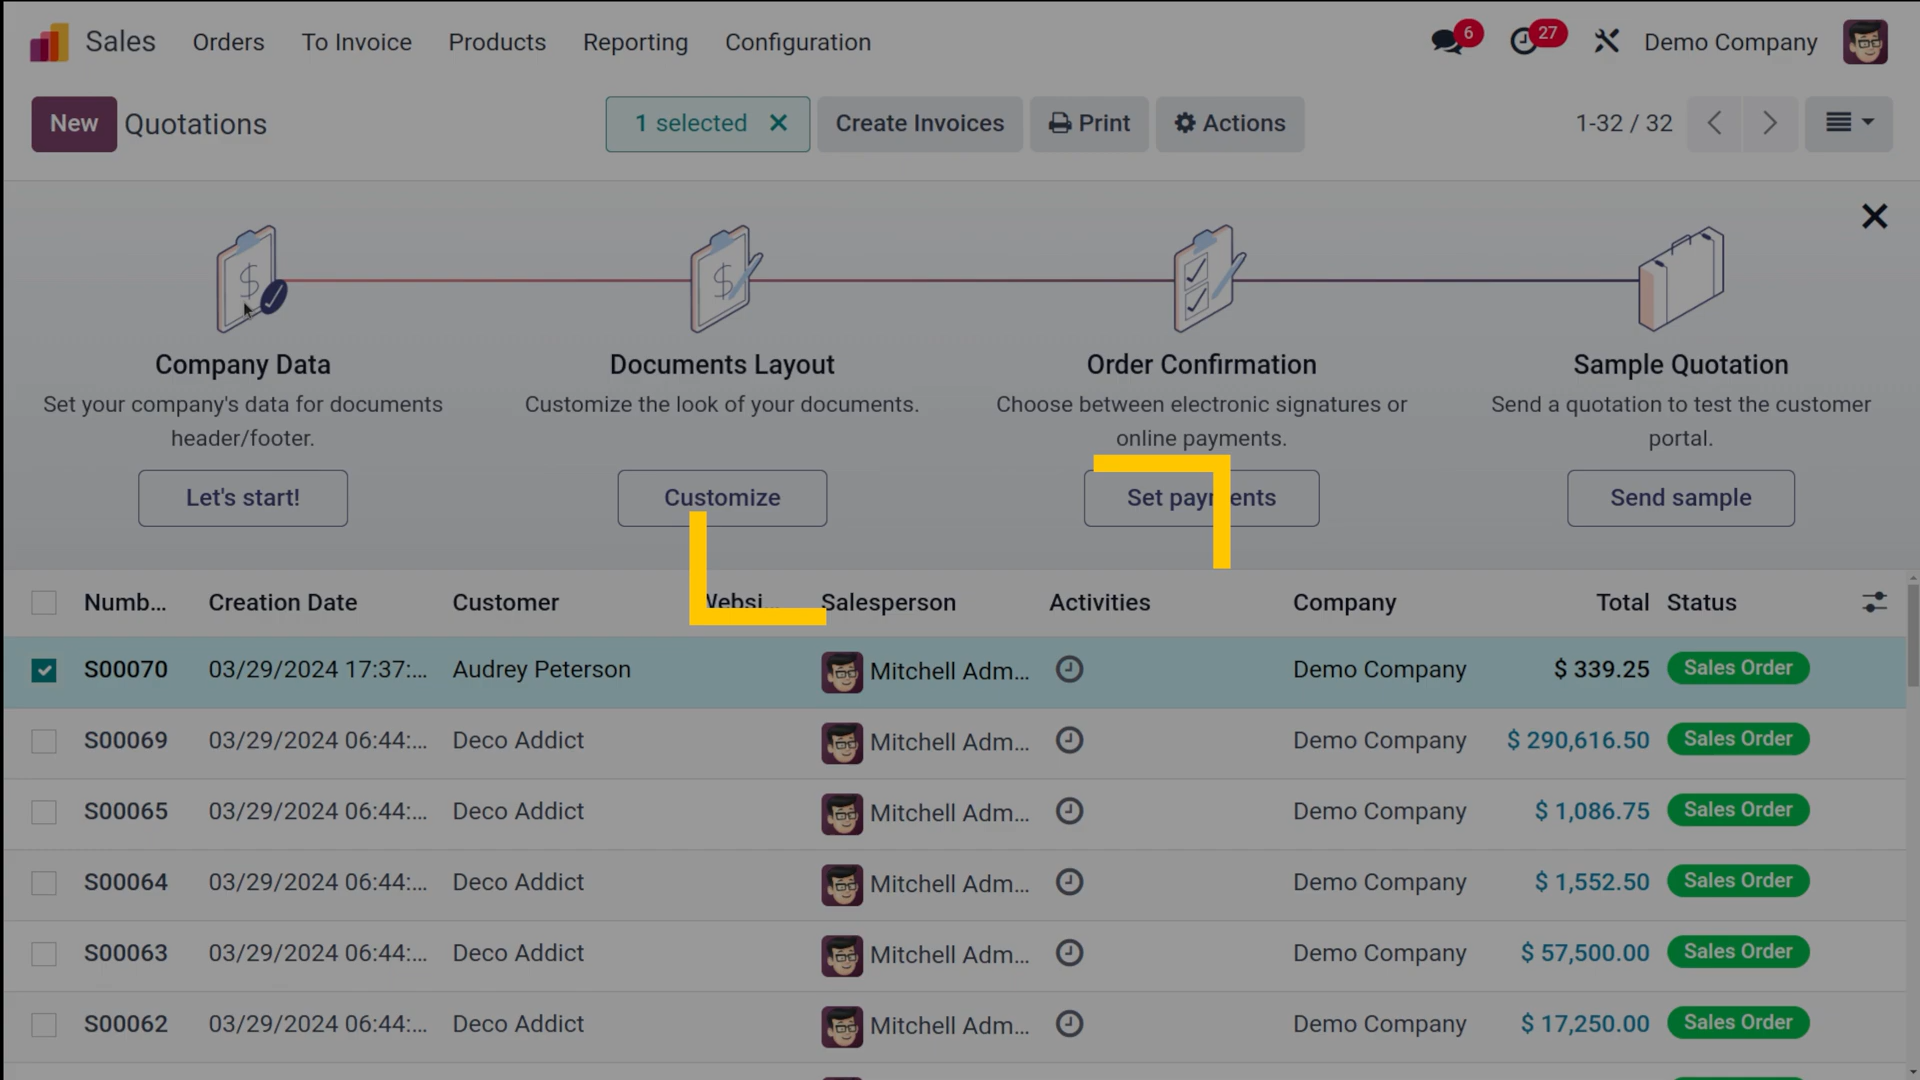 Sales Orders To Invoice Products Reporting Configuration 6 27 Demo Company
New Quotations 1 selected Create Invoices Print Actions 1-32 / 32
Company Data Documents Layout Order Confirmation Sample Quotation
Set your company's data for documents Customize the look of your documents. Choose between electronic signatures or Send a quotation to test the customer
header/footer. online payments. portal.
Let's start! Customize Set payments Send sample
Numb... Creation Date Customer Websi... Salesperson Activities Company Total Status
S00070 03/29/2024 17:37:... Audrey Peterson Mitchell Adm... Demo Company $ 339.25 Sales Order
S00069 03/29/2024 06:44:... Deco Addict Mitchell Adm... Demo Company $ 290,616.50 Sales Order
S00065 03/29/2024 06:44:... Deco Addict Mitchell Adm... Demo Company $ 1,086.75 Sales Order
S00064 03/29/2024 06:44:... Deco Addict Mitchell Adm... Demo Company $ 1,552.50 Sales Order
S00063 03/29/2024 06:44:... Deco Addict Mitchell Adm... Demo Company $ 57,500.00 Sales Order
S00062 03/29/2024 06:44:... Deco Addict Mitchell Adm... Demo Company $ 17,250.00 Sales Order